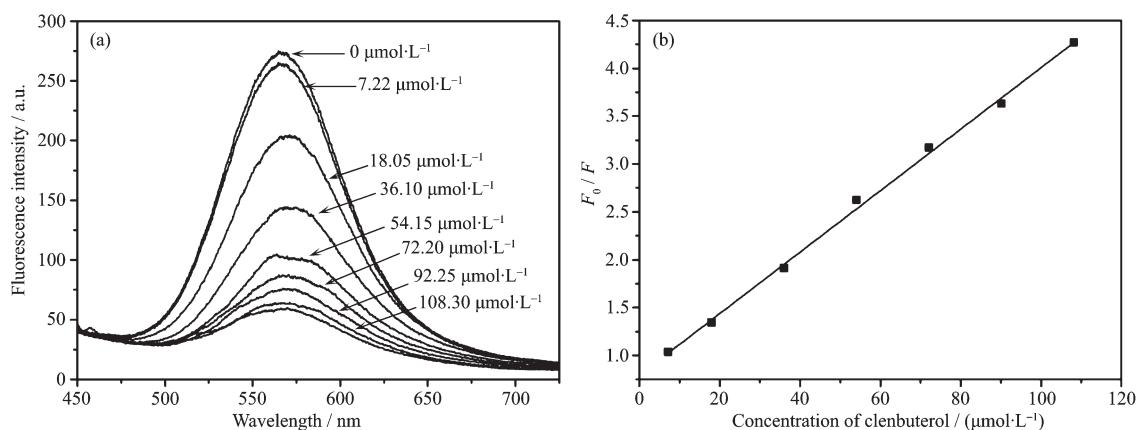 (a)
0 μmol·L⁻¹
7.22 μmol·L⁻¹
18.05 μmol·L⁻¹
36.10 μmol·L⁻¹
54.15 μmol·L⁻¹
72.20 μmol·L⁻¹
92.25 μmol·L⁻¹
108.30 μmol·L⁻¹
300
250
200
150
100
50
0
Fluorescence intensity / a.u.
450
500
550
600
650
700
Wavelength / nm
(b)
4.5
4.0
3.5
3.0
2.5
2.0
1.5
1.0
F₀ / F
0
20
40
60
80
100
120
Concentration of clenbuterol / (μmol·L⁻¹)